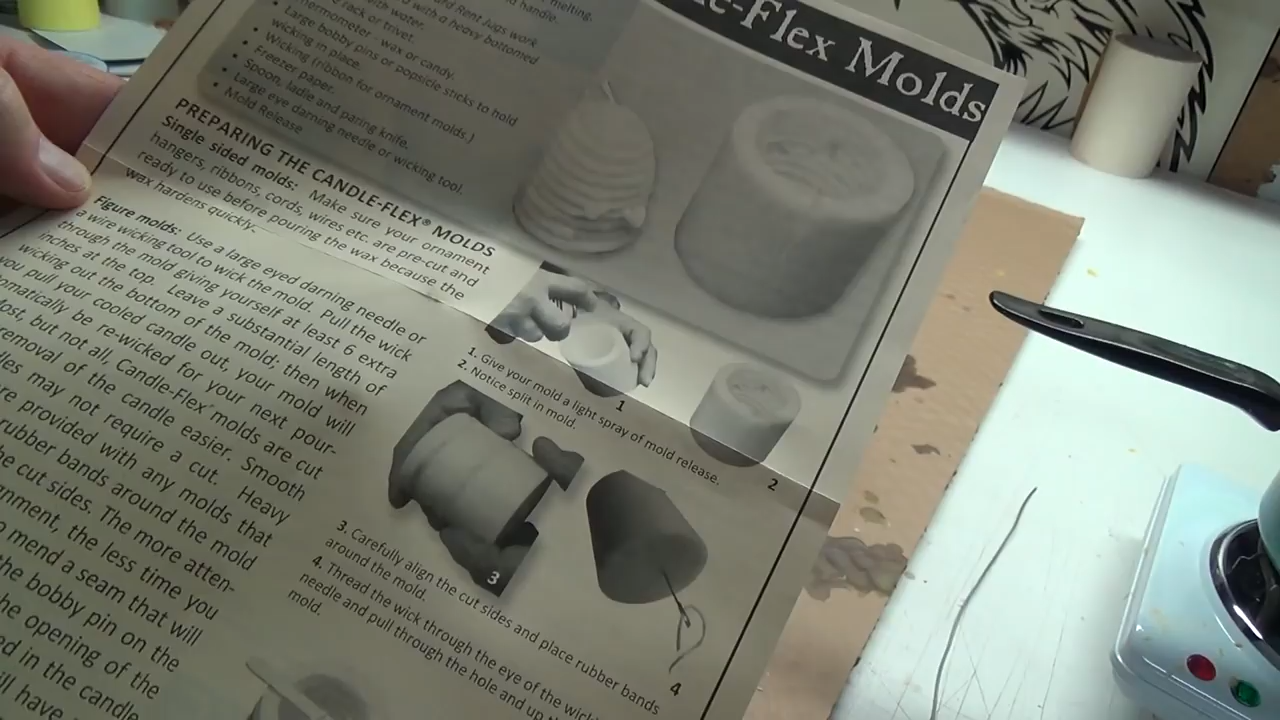 e-Flex Molds
melting.
and Rent Jugs work
d handle.
with water.
d with a heavy bottomed
rack or trivet.
thermometer - wax or candy.
• Large bobby pins or popsicle sticks to hold
wicking in place.
• Wicking (ribbon for ornament molds.)
• Freezer paper.
• Spoon, ladle and paring knife.
• Large eye darning needle or wicking tool.
• Mold Release
PREPARING THE CANDLE-FLEX® MOLDS
Single sided molds: Make sure your ornament
hangers, ribbons, cords, wires etc. are pre-cut and
ready to use before pouring the wax because the
wax hardens quickly.
Figure molds: Use a large eyed darning needle or
a wire wicking tool to wick the mold. Pull the wick
through the mold giving yourself at least 6 extra
inches at the top. Leave a substantial length of
wicking out the bottom of the mold; then when
you pull your cooled candle out, your mold will
omatically be re-wicked for your next pour-
ost, but not all, Candle-Flex molds are cut
removal of the candle easier. Smooth
les may not require a cut. Heavy
re provided with any molds that
rubber bands around the mold
he cut sides. The more atten-
nment, the less time you
o mend a seam that will
the bobby pin on the
he opening of the
ed in the candle
ll have
1. Give your mold a light spray of mold release.
2. Notice split in mold.
1
2
3
3. Carefully align the cut sides and place rubber bands
around the mold.
4. Thread the wick through the eye of the wicki
needle and pull through the hole and up th
mold.
4